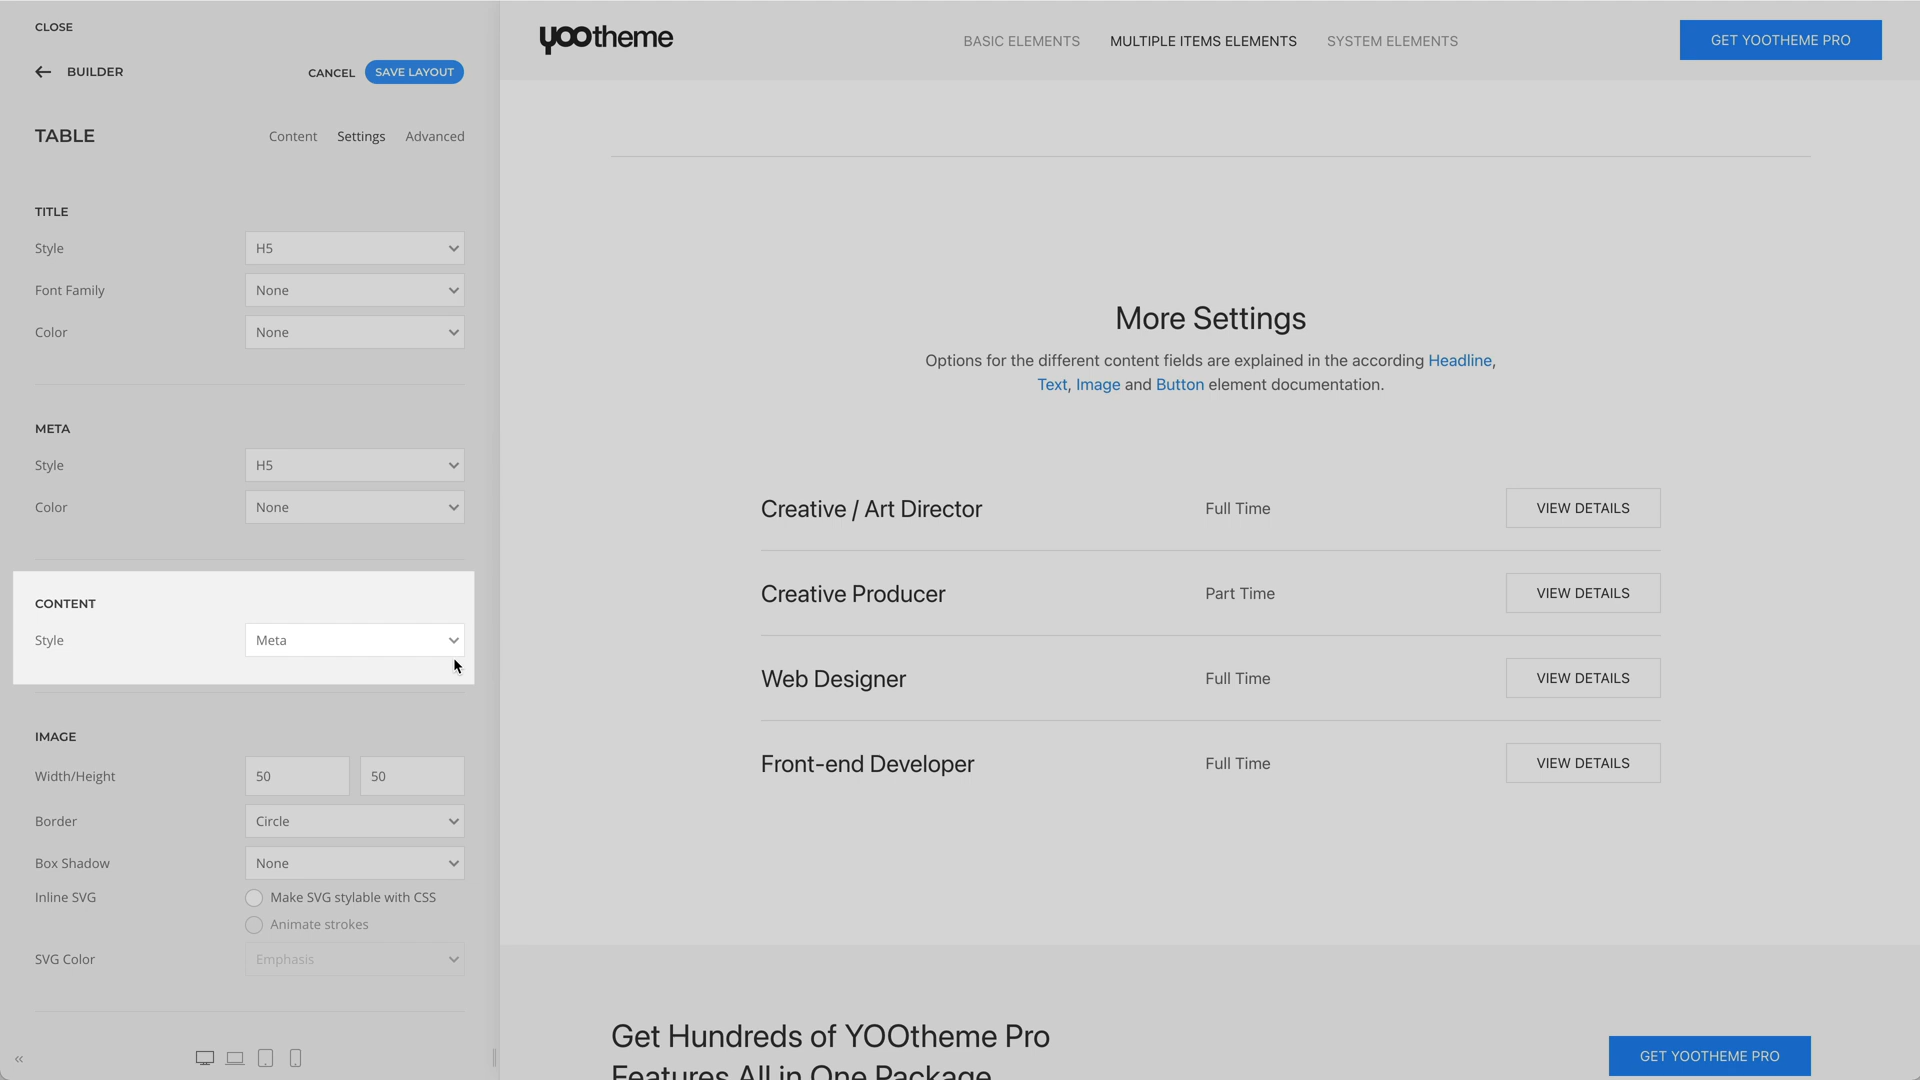 CLOSE
BUILDER
CANCEL
SAVE LAYOUT
TABLE
Content
Settings
Advanced
TITLE
Style
H5
Font Family
None
Color
None
META
Style
H5
Color
None
CONTENT
Style
Meta
IMAGE
Width/Height
50
50
Border
Circle
Box Shadow
None
Inline SVG
Make SVG stylable with CSS
Animate strokes
SVG Color
Emphasis
yootheme
BASIC ELEMENTS
MULTIPLE ITEMS ELEMENTS
SYSTEM ELEMENTS
GET YOOTHEME PRO
More Settings
Options for the different content fields are explained in the according Headline,
Text, Image and Button element documentation.
Creative / Art Director
Full Time
VIEW DETAILS
Creative Producer
Part Time
VIEW DETAILS
Web Designer
Full Time
VIEW DETAILS
Front-end Developer
Full Time
VIEW DETAILS
Get Hundreds of YOOtheme Pro
Features All in One Package
GET YOOTHEME PRO